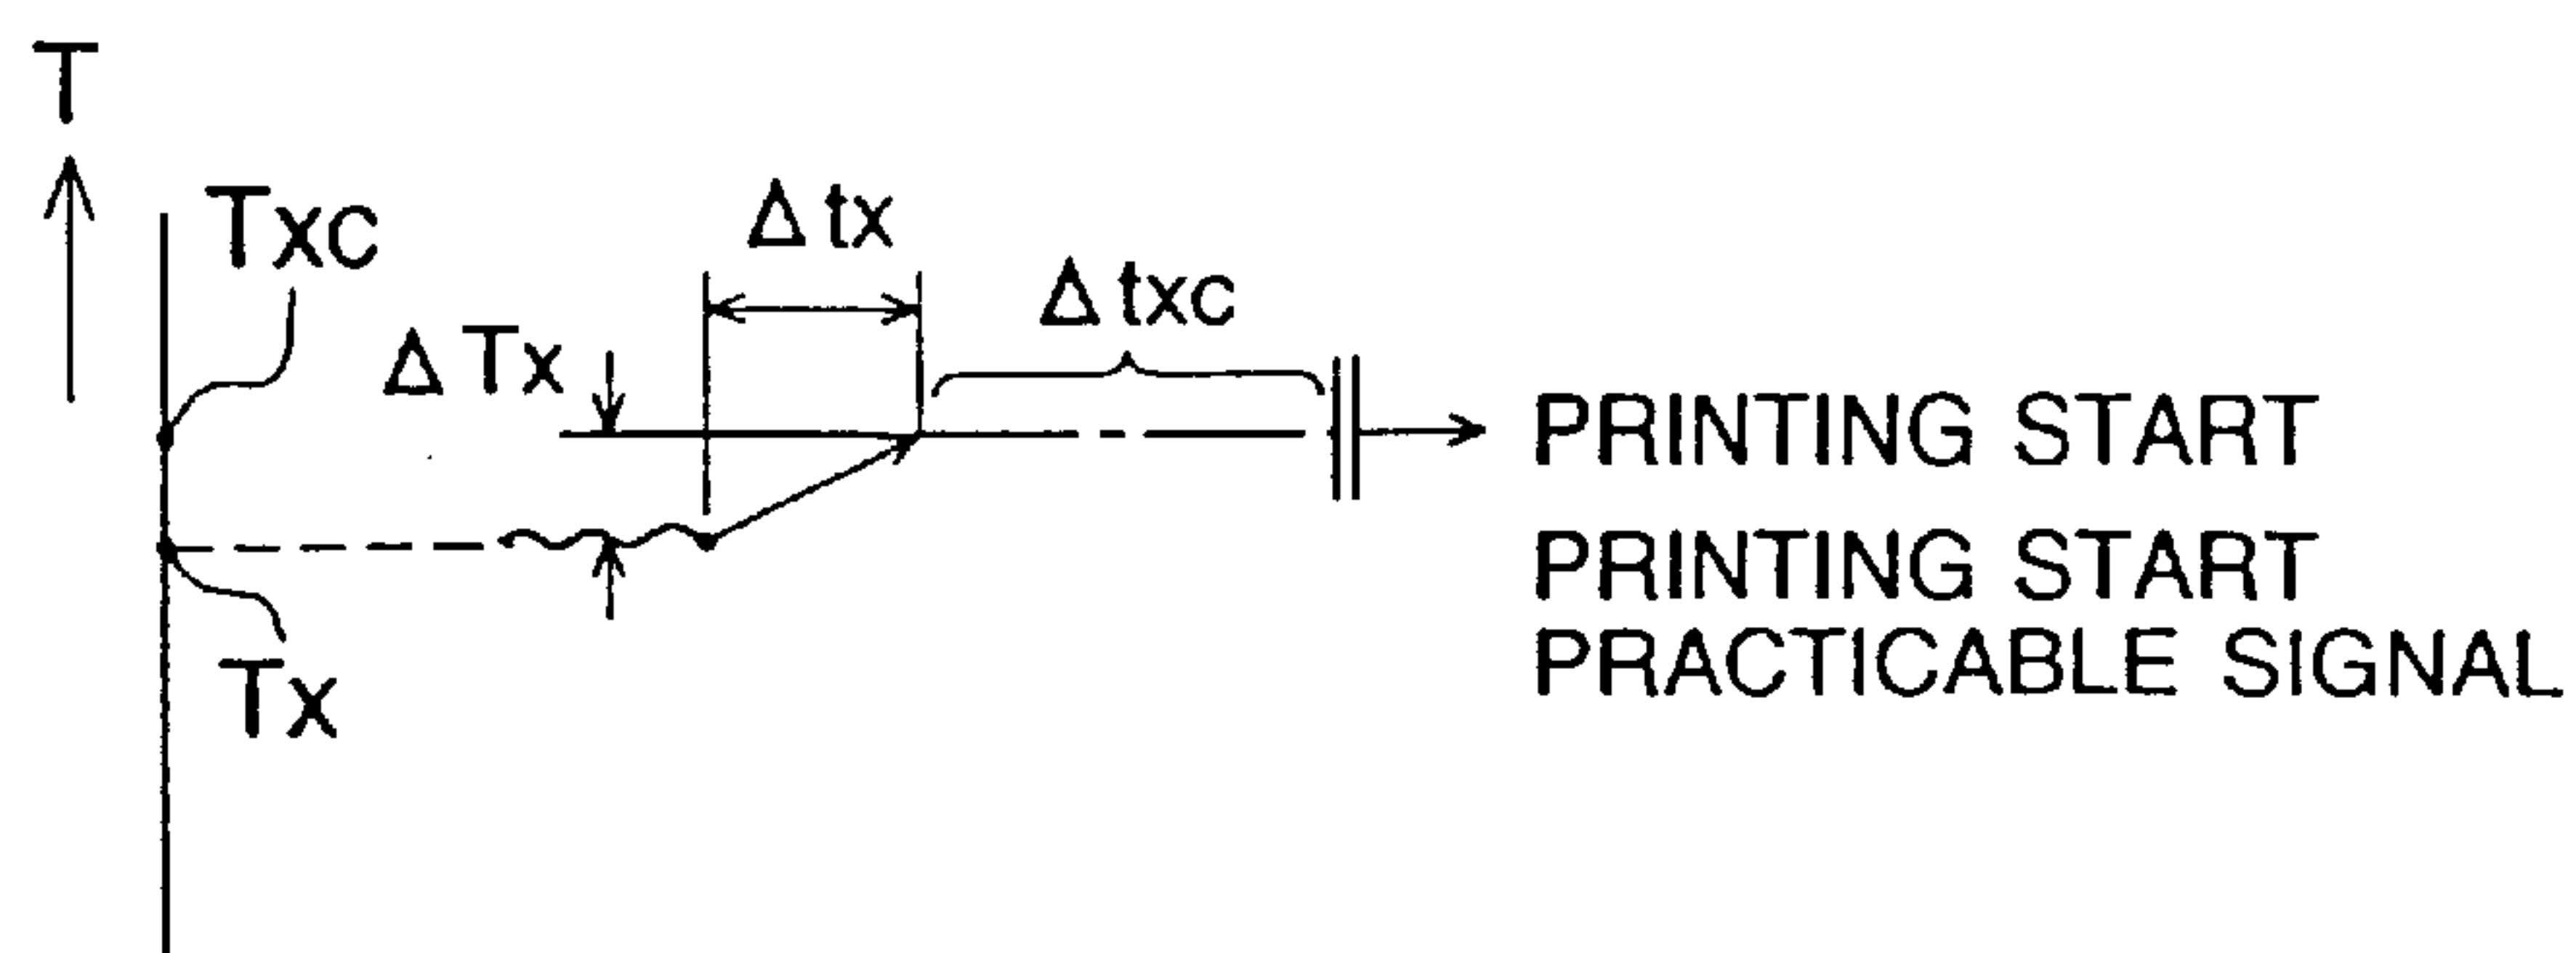 T
Txc
Δtx
Δtxc
ΔTx
PRINTING START
PRINTING START
PRACTICABLE SIGNAL
Tx